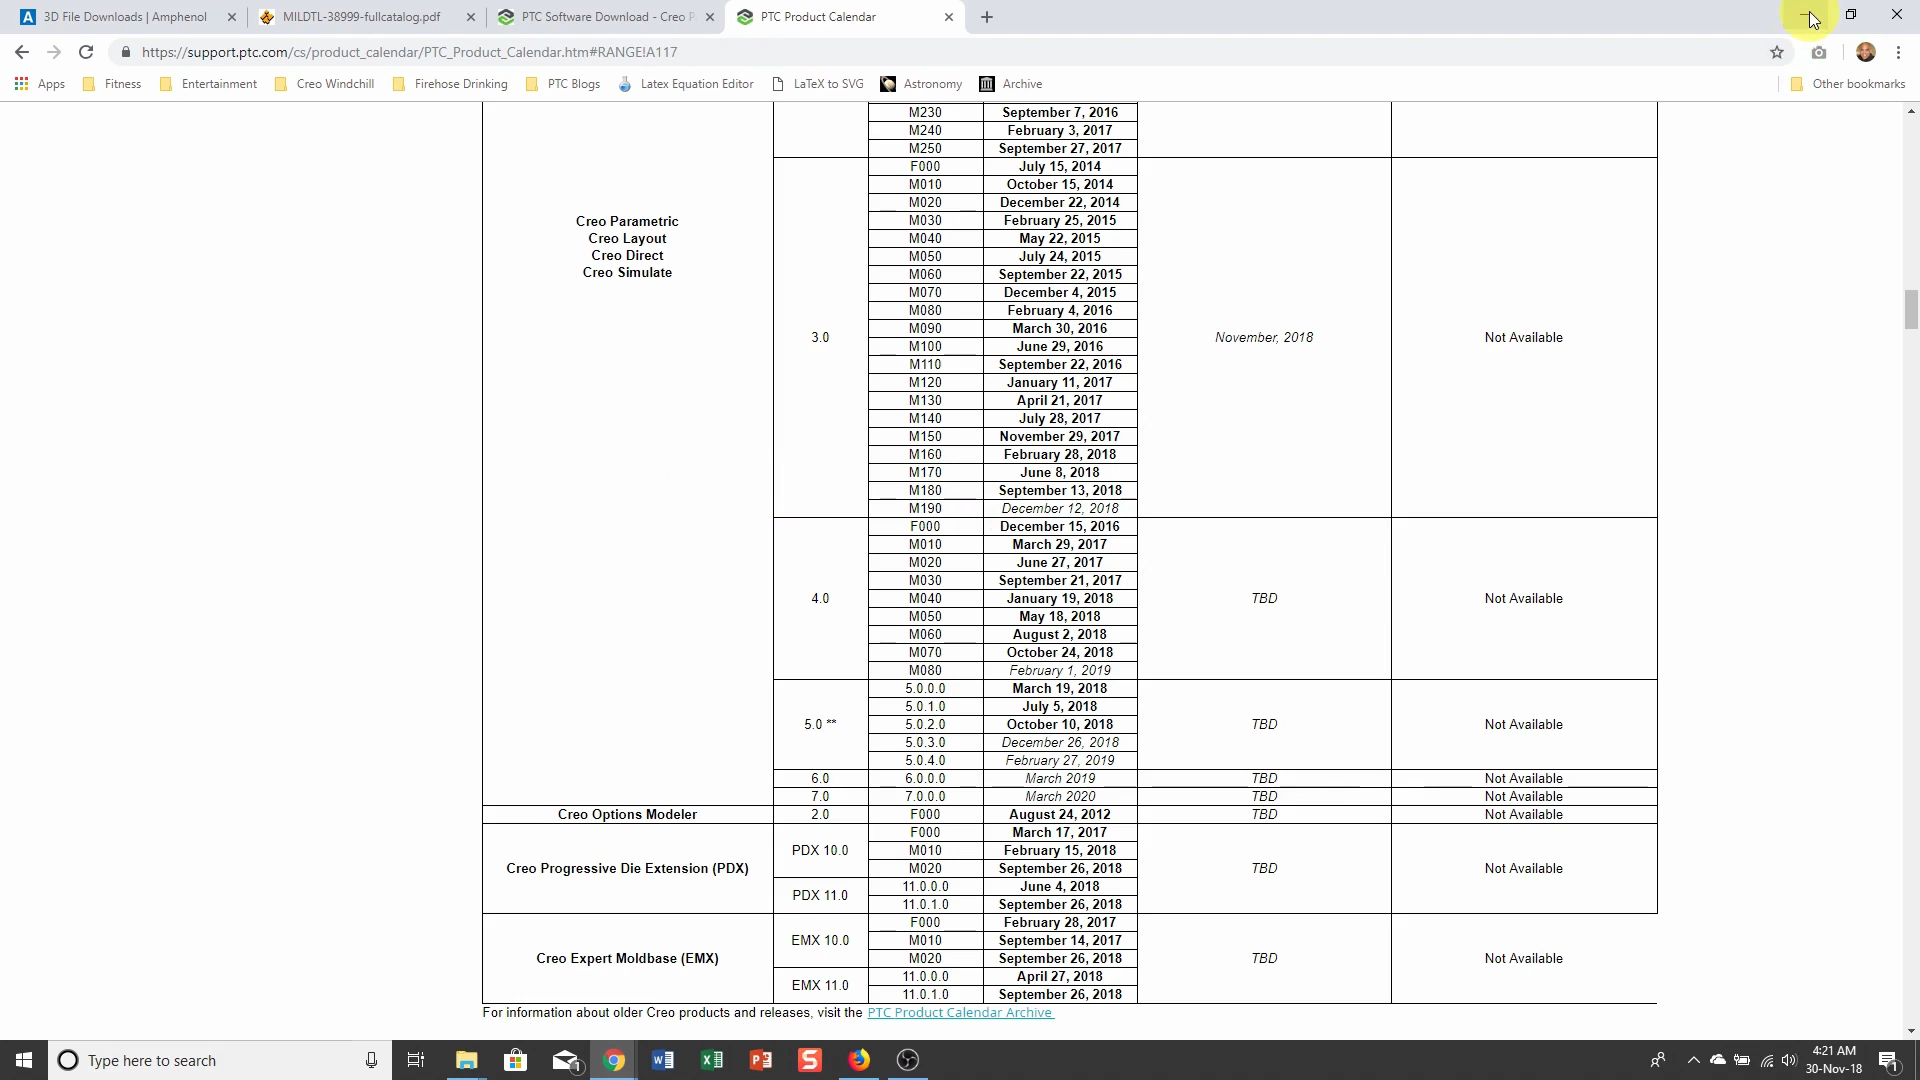 3D File Downloads | Amphenol
MILDTL-38999-fullcatalog.pdf
PTC Software Download - Creo P
PTC Product Calendar
https://support.ptc.com/cs/product_calendar/PTC_Product_Calendar.htm#RANGE!A117
Apps Fitness Entertainment Creo Windchill Firehose Drinking PTC Blogs Latex Equation Editor LaTeX to SVG Astronomy Archive Other bookmarks
M230 September 7, 2016
M240 February 3, 2017
M250 September 27, 2017
Creo Parametric
Creo Layout
Creo Direct
Creo Simulate
3.0
F000 July 15, 2014
M010 October 15, 2014
M020 December 22, 2014
M030 February 25, 2015
M040 May 22, 2015
M050 July 24, 2015
M060 September 22, 2015
M070 December 4, 2015
M080 February 4, 2016
M090 March 30, 2016
M100 June 29, 2016
M110 September 22, 2016
M120 January 11, 2017
M130 April 21, 2017
M140 July 28, 2017
M150 November 29, 2017
M160 February 28, 2018
M170 June 8, 2018
M180 September 13, 2018
M190 December 12, 2018
November, 2018
Not Available
4.0
F000 December 15, 2016
M010 March 29, 2017
M020 June 27, 2017
M030 September 21, 2017
M040 January 19, 2018
M050 May 18, 2018
M060 August 2, 2018
M070 October 24, 2018
M080 February 1, 2019
TBD
Not Available
5.0 **
5.0.0.0 March 19, 2018
5.0.1.0 July 5, 2018
5.0.2.0 October 10, 2018
5.0.3.0 December 26, 2018
5.0.4.0 February 27, 2019
TBD
Not Available
6.0 6.0.0.0 March 2019 TBD Not Available
7.0 7.0.0.0 March 2020 TBD Not Available
Creo Options Modeler 2.0 F000 August 24, 2012 TBD Not Available
Creo Progressive Die Extension (PDX)
PDX 10.0
F000 March 17, 2017
M010 February 15, 2018
M020 September 26, 2018
PDX 11.0
11.0.0.0 June 4, 2018
11.0.1.0 September 26, 2018
TBD
Not Available
Creo Expert Moldbase (EMX)
EMX 10.0
F000 February 28, 2017
M010 September 14, 2017
M020 September 26, 2018
EMX 11.0
11.0.0.0 April 27, 2018
11.0.1.0 September 26, 2018
TBD
Not Available
For information about older Creo products and releases, visit the PTC Product Calendar Archive
Type here to search
4:21 AM
30-Nov-18